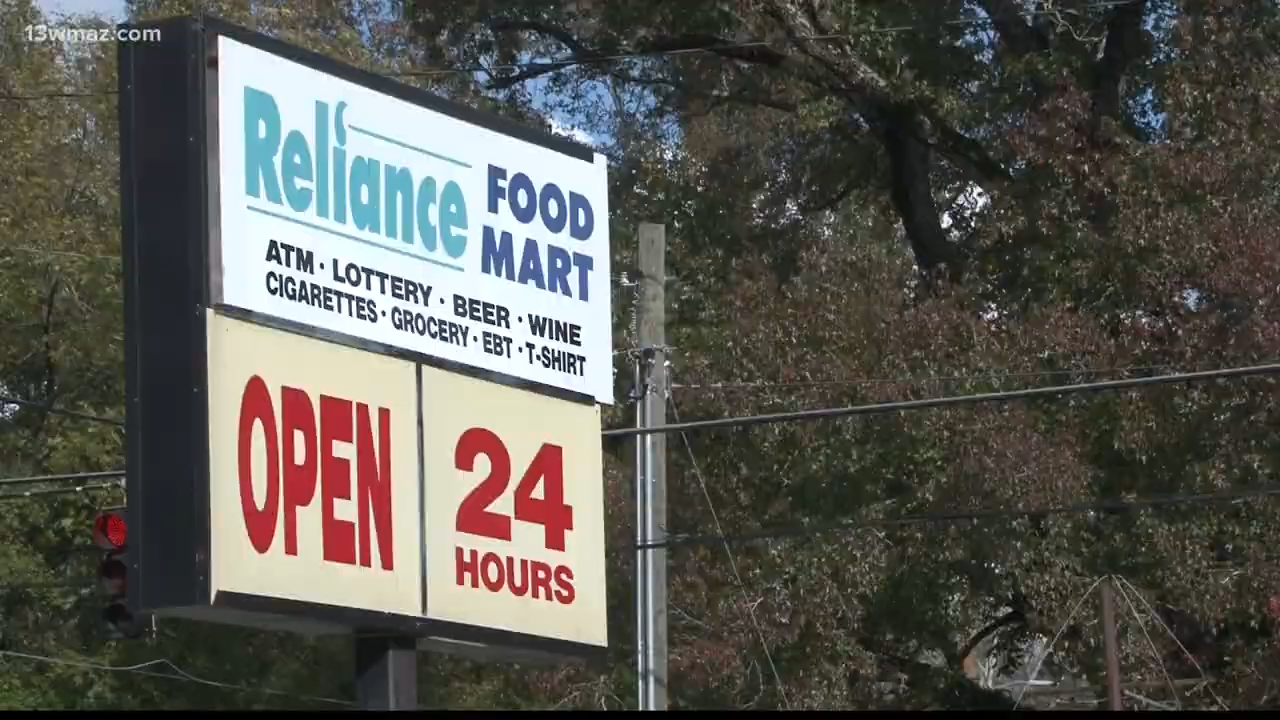 13wmaz.com
Reliance
FOOD
MART
ATM · LOTTERY · BEER · WINE
CIGARETTES · GROCERY · EBT · T-SHIRT
OPEN
24
HOURS